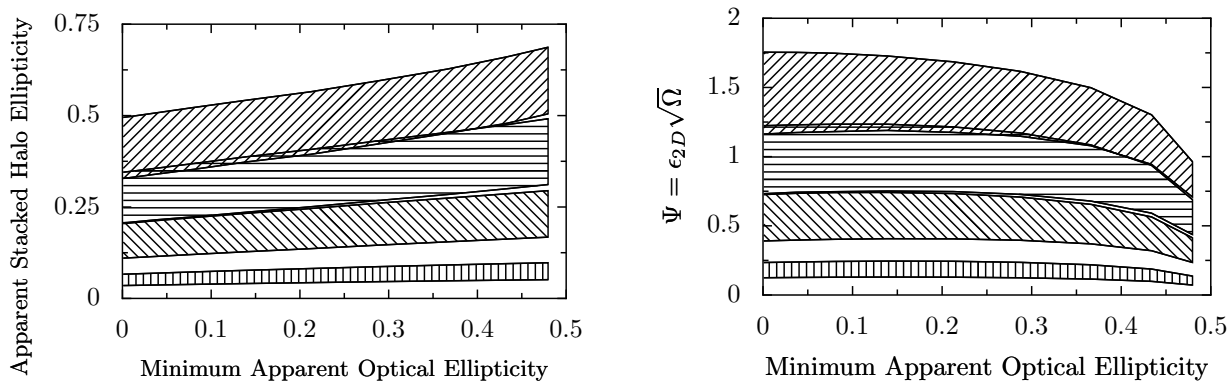 Apparent Stacked Halo Ellipticity
0.75
0.5
0.25
0
0 0.1 0.2 0.3 0.4 0.5
Minimum Apparent Optical Ellipticity
Ψ = ϵ2D√Ω
2
1.5
1
0.5
0
0 0.1 0.2 0.3 0.4 0.5
Minimum Apparent Optical Ellipticity